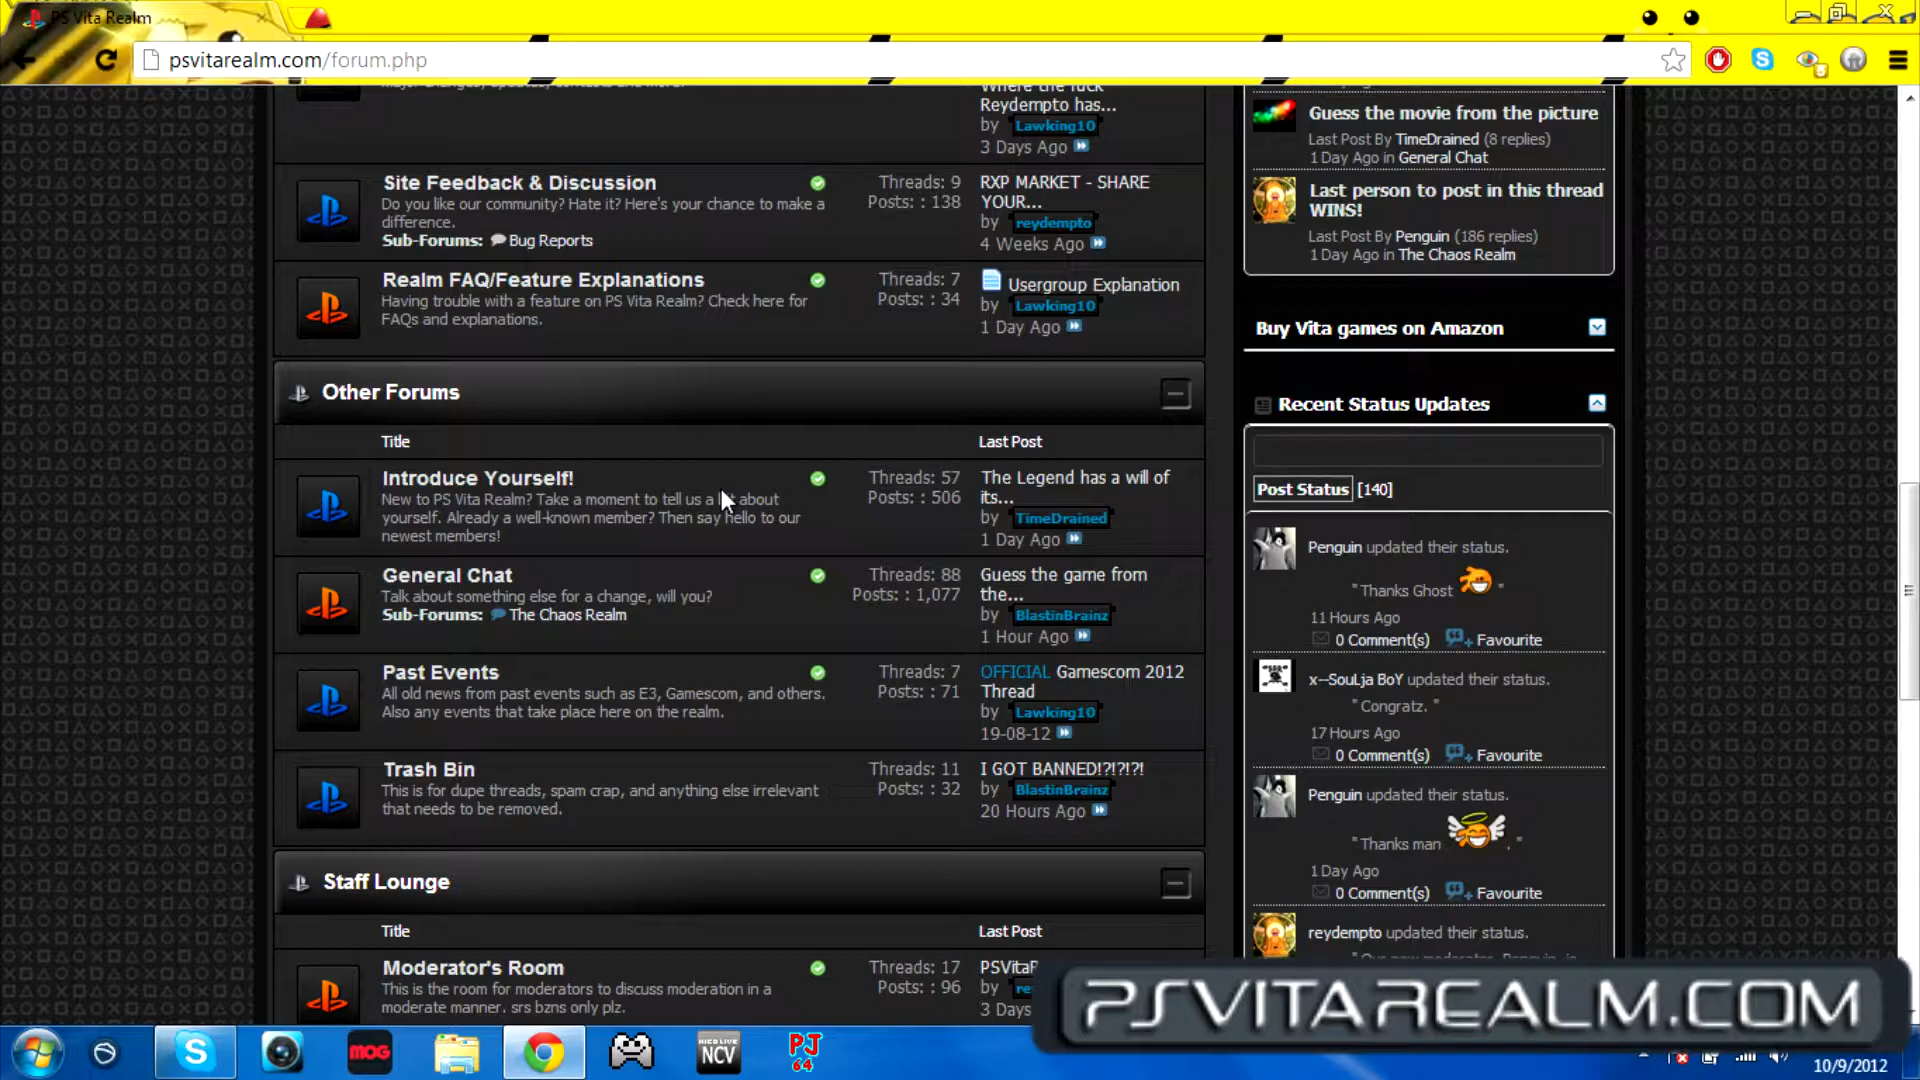 PS Vita Realm
psvitarealm.com/forum.php
Where the fuck
Reydempto has...
by Lawking10
3 Days Ago
Site Feedback & Discussion
Do you like our community? Hate it? Here's your chance to make a
difference.
Sub-Forums: Bug Reports
Threads: 9
Posts: : 138
RXP MARKET - SHARE
YOUR...
by reydempto
4 Weeks Ago
Realm FAQ/Feature Explanations
Having trouble with a feature on PS Vita Realm? Check here for
FAQs and explanations.
Threads: 7
Posts: : 34
Usergroup Explanation
by Lawking10
1 Day Ago
Other Forums
Title
Last Post
Introduce Yourself!
New to PS Vita Realm? Take a moment to tell us a bit about
yourself. Already a well-known member? Then say hello to our
newest members!
Threads: 57
Posts: : 506
The Legend has a will of
its...
by TimeDrained
1 Day Ago
General Chat
Talk about something else for a change, will you?
Sub-Forums: The Chaos Realm
Threads: 88
Posts: : 1,077
Guess the game from
the...
by BlastinBrainz
1 Hour Ago
Past Events
All old news from past events such as E3, Gamescom, and others.
Also any events that take place here on the realm.
Threads: 7
Posts: : 71
OFFICIAL Gamescom 2012
Thread
by Lawking10
19-08-12
Trash Bin
This is for dupe threads, spam crap, and anything else irrelevant
that needs to be removed.
Threads: 11
Posts: : 32
I GOT BANNED!?!?!?!
by BlastinBrainz
20 Hours Ago
Staff Lounge
Title
Last Post
Moderator's Room
This is the room for moderators to discuss moderation in a
moderate manner. srs bzns only plz.
Threads: 17
Posts: : 96
by
3 Days
Guess the movie from the picture
Last Post By TimeDrained (8 replies)
1 Day Ago in General Chat
Last person to post in this thread
WINS!
Last Post By Penguin (186 replies)
1 Day Ago in The Chaos Realm
Buy Vita games on Amazon
Recent Status Updates
Post Status [140]
Penguin updated their status.
"Thanks Ghost "
11 Hours Ago
0 Comment(s) Favourite
x--SouLja BoY updated their status.
"Congratz. "
17 Hours Ago
0 Comment(s) Favourite
Penguin updated their status.
"Thanks man . "
1 Day Ago
0 Comment(s) Favourite
reydempto updated their status.
PSVITAREALM.COM
MOG
NCV
PJ
64
10/9/2012